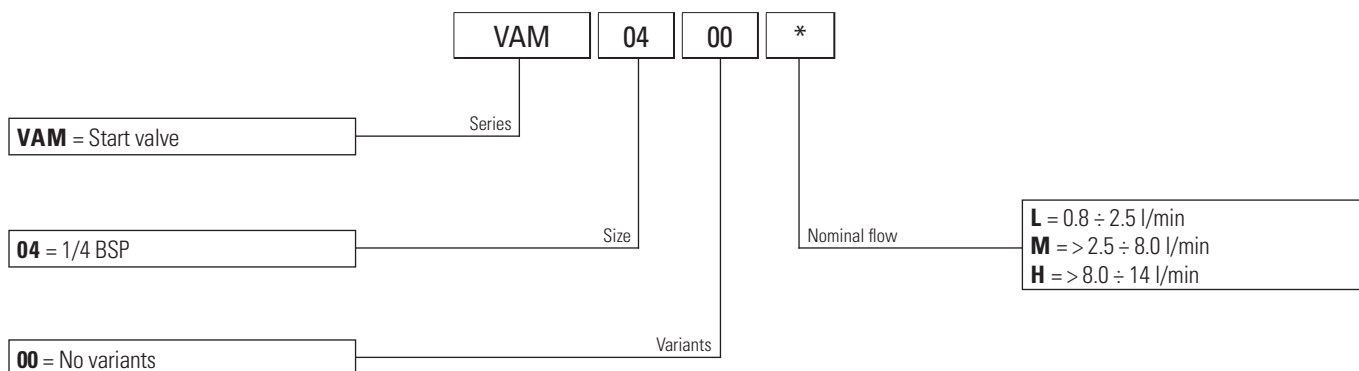 VAM 04 00 *
Series
VAM = Start valve
Size
04 = 1/4 BSP
Nominal flow
L = 0.8 ÷ 2.5 l/min
M = > 2.5 ÷ 8.0 l/min
H = > 8.0 ÷ 14 l/min
Variants
00 = No variants